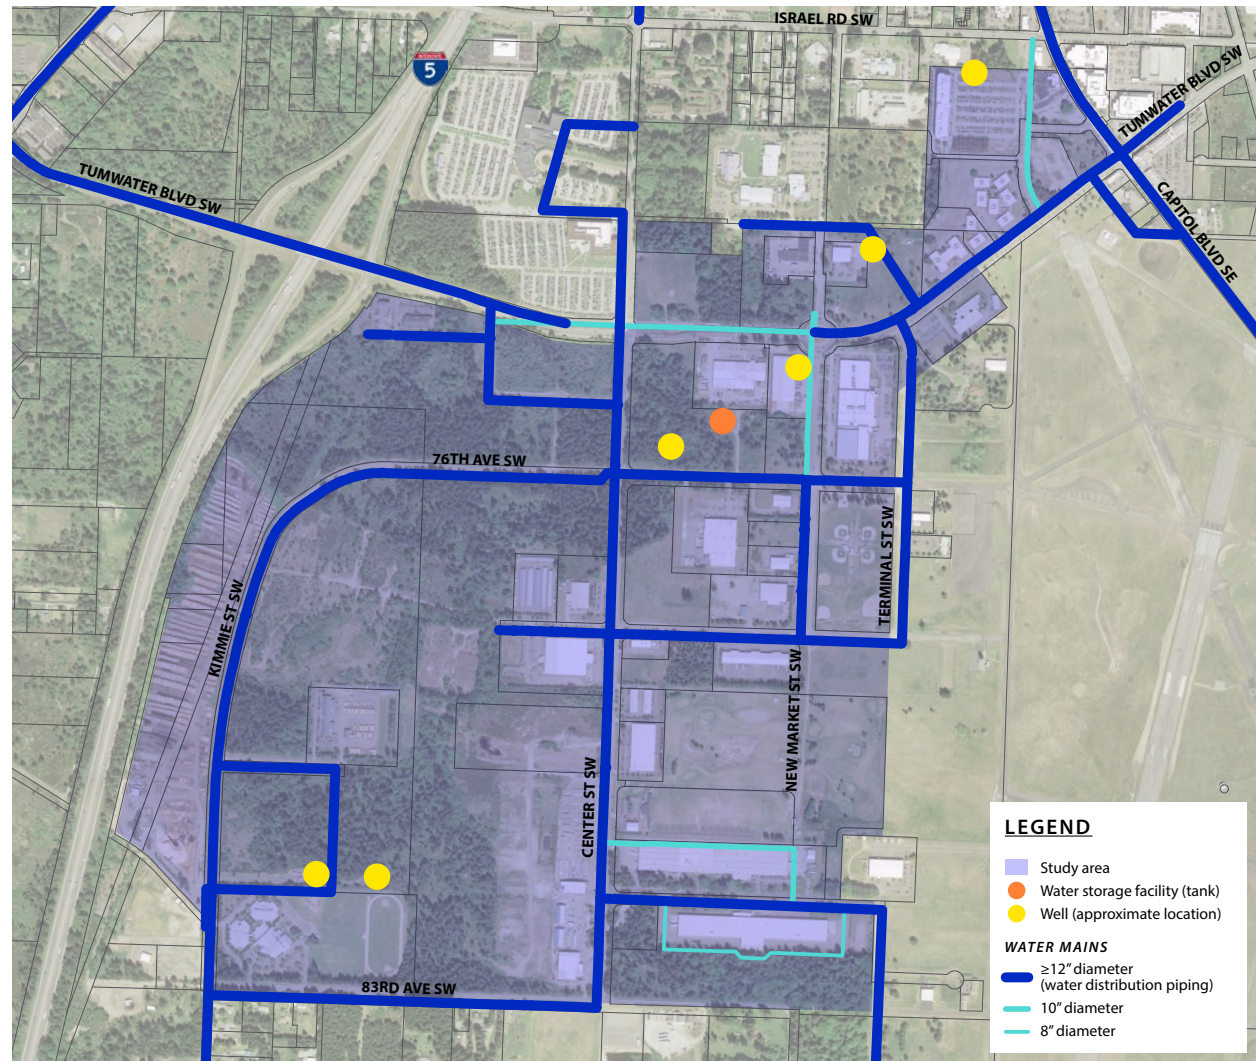 ISRAEL RD SW
INTERSTATE
5
TUMWATER BLVD SW
TUMWATER BLVD SW
CAPITOL BLVD SE
76TH AVE SW
TERMINAL ST SW
KIMMIE ST SW
NEW MARKET ST SW
CENTER ST SW
83RD AVE SW
LEGEND
Study area
Water storage facility (tank)
Well (approximate location)
WATER MAINS
≥12" diameter
(water distribution piping)
10" diameter
8" diameter